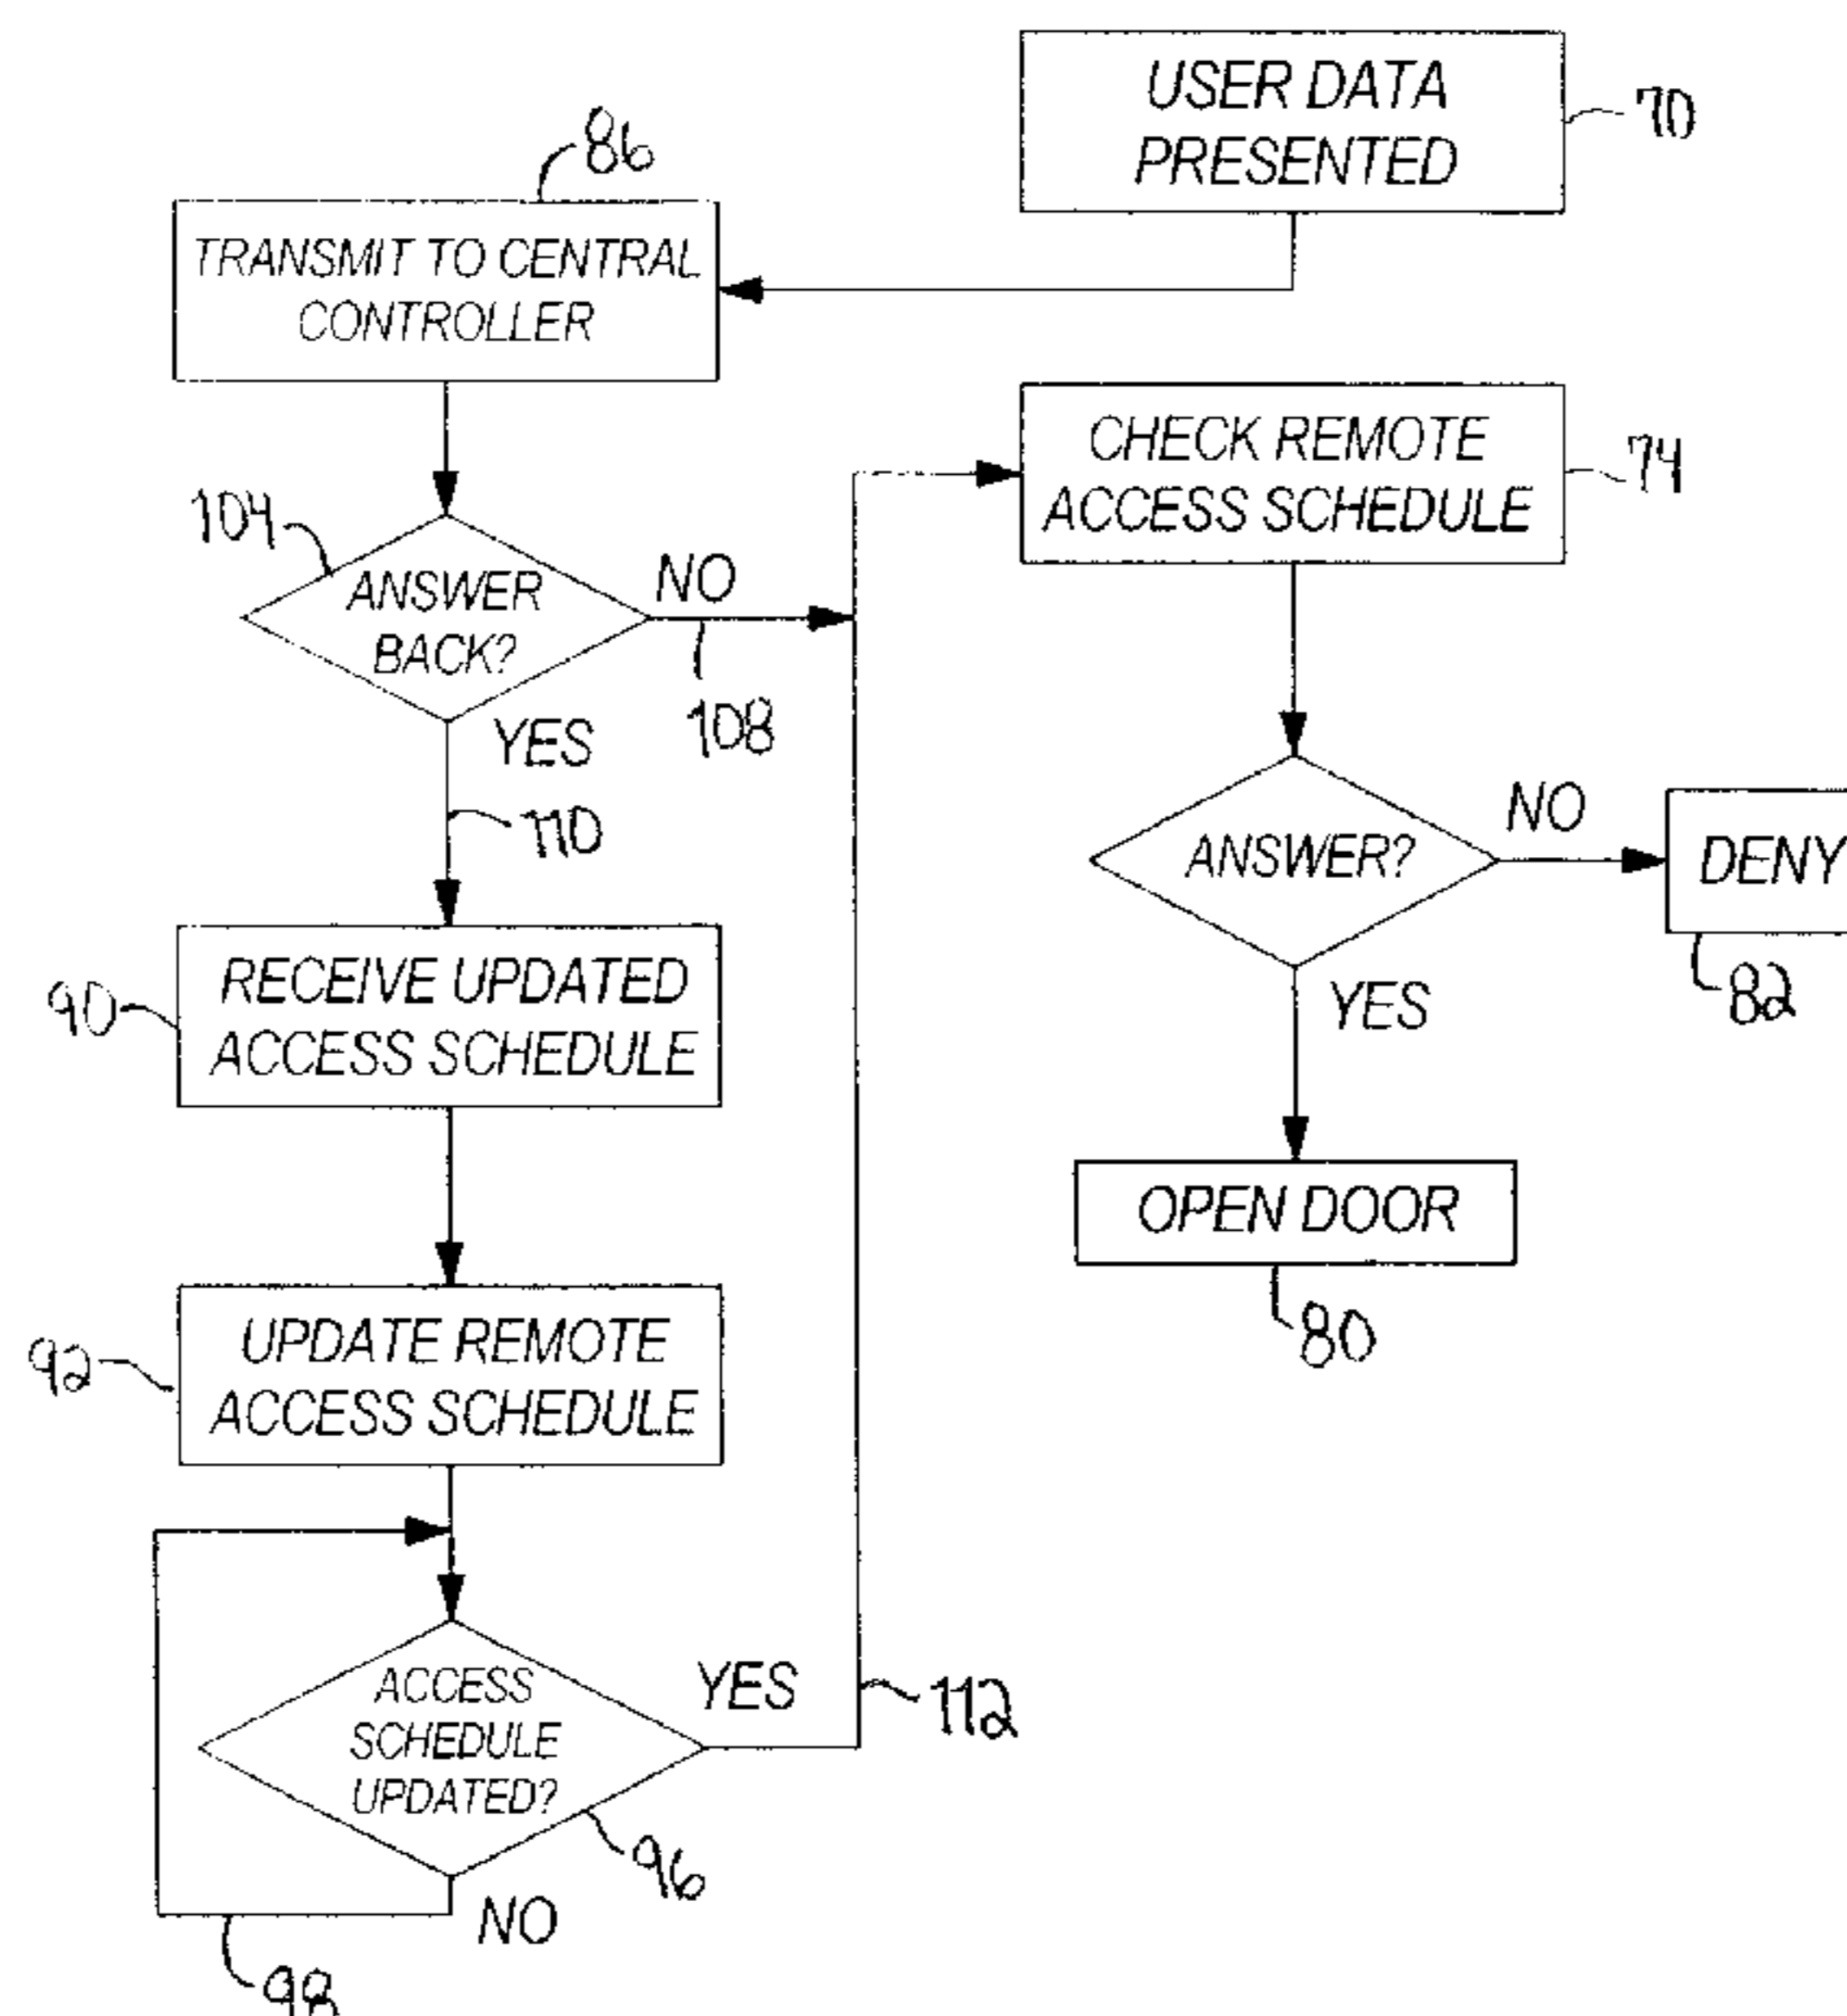 USER DATA
PRESENTED
70
86
TRANSMIT TO CENTRAL
CONTROLLER
CHECK REMOTE
ACCESS SCHEDULE
74
104
ANSWER
BACK?
NO
108
YES
110
ANSWER?
NO
DENY
82
YES
OPEN DOOR
80
RECEIVE UPDATED
ACCESS SCHEDULE
90
UPDATE REMOTE
ACCESS SCHEDULE
92
ACCESS
SCHEDULE
UPDATED?
YES
112
96
NO
98